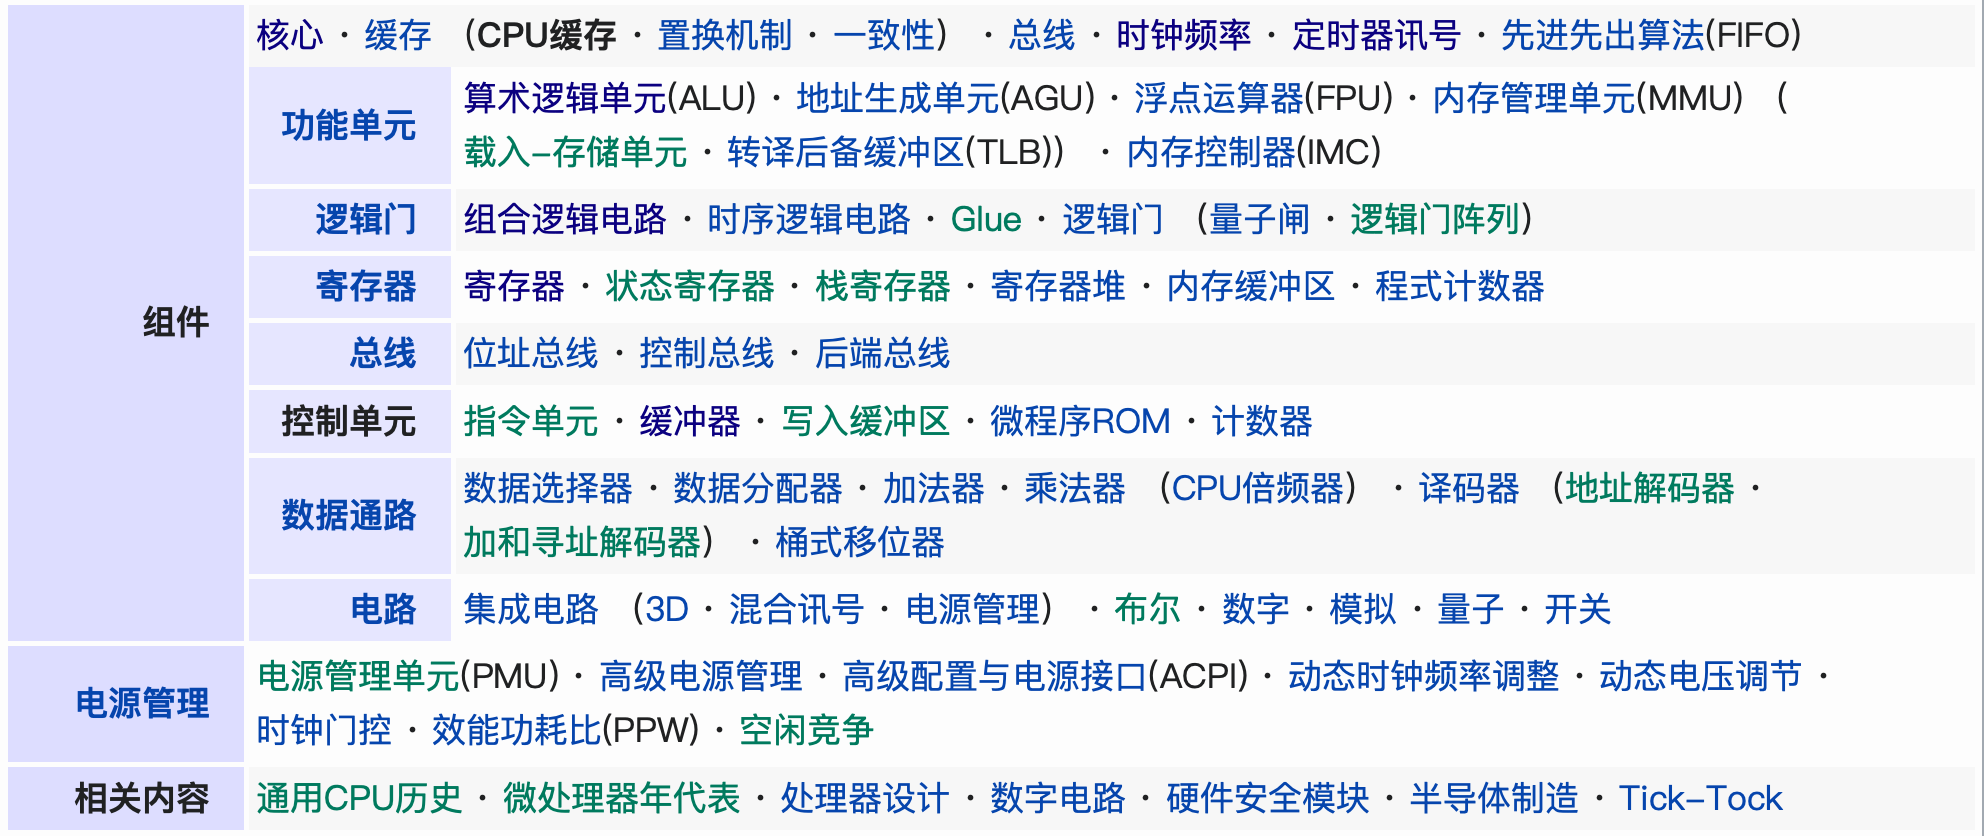 组件
核心 · 缓存 （CPU缓存 · 置换机制 · 一致性） · 总线 · 时钟频率 · 定时器讯号 · 先进先出算法(FIFO)
功能单元
算术逻辑单元(ALU) · 地址生成单元(AGU) · 浮点运算器(FPU) · 内存管理单元(MMU) （
载入–存储单元 · 转译后备缓冲区(TLB)） · 内存控制器(IMC)
逻辑门
组合逻辑电路 · 时序逻辑电路 · Glue · 逻辑门 （量子闸 · 逻辑门阵列）
寄存器
寄存器 · 状态寄存器 · 栈寄存器 · 寄存器堆 · 内存缓冲区 · 程式计数器
总线
位址总线 · 控制总线 · 后端总线
控制单元
指令单元 · 缓冲器 · 写入缓冲区 · 微程序ROM · 计数器
数据通路
数据选择器 · 数据分配器 · 加法器 · 乘法器 （CPU倍频器） · 译码器 （地址解码器 ·
加和寻址解码器） · 桶式移位器
电路
集成电路 （3D · 混合讯号 · 电源管理） · 布尔 · 数字 · 模拟 · 量子 · 开关
电源管理
电源管理单元(PMU) · 高级电源管理 · 高级配置与电源接口(ACPI) · 动态时钟频率调整 · 动态电压调节 ·
时钟门控 · 效能功耗比(PPW) · 空闲竞争
相关内容
通用CPU历史 · 微处理器年代表 · 处理器设计 · 数字电路 · 硬件安全模块 · 半导体制造 · Tick–Tock